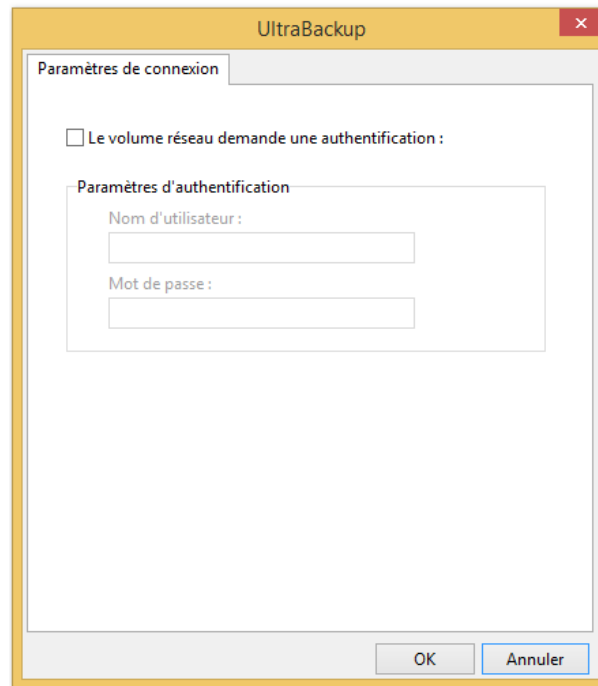 UltraBackup
Paramètres de connexion
Le volume réseau demande une authentification :
Paramètres d'authentification
Nom d'utilisateur :
Mot de passe :
OK
Annuler